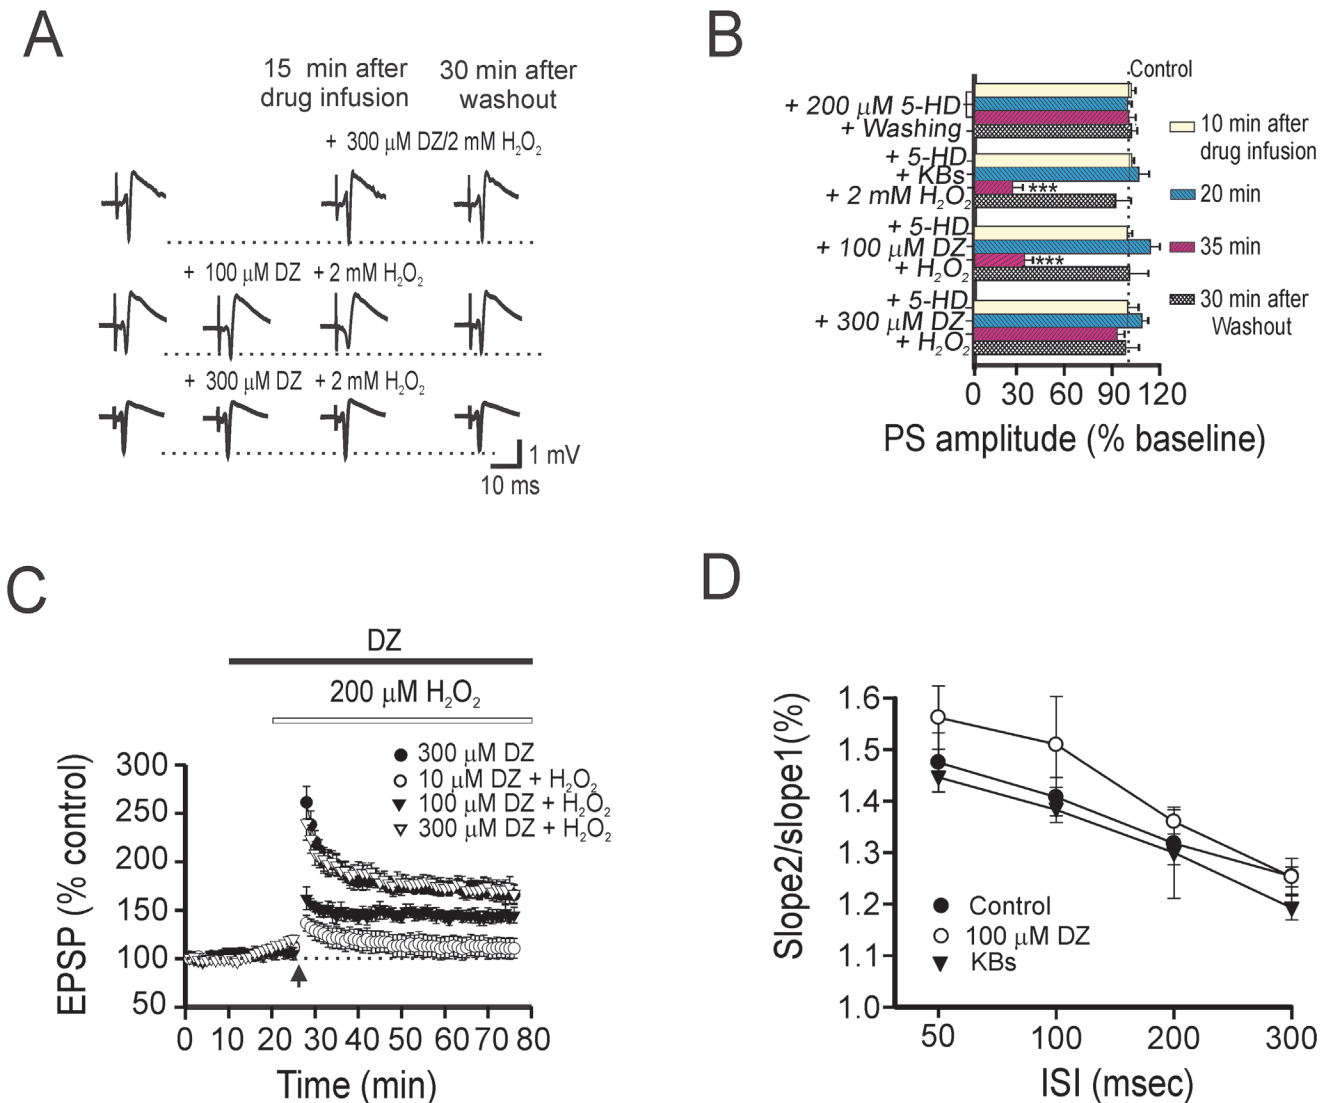 A
15 min after
drug infusion
30 min after
washout
+ 300 μM DZ/2 mM H₂O₂
+ 100 μM DZ + 2 mM H₂O₂
+ 300 μM DZ + 2 mM H₂O₂
1 mV
10 ms
B
Control
+ 200 μM 5-HD
+ Washing
+ 5-HD
+ KBs
+ 2 mM H₂O₂
***
+ 5-HD
+ 100 μM DZ
+ H₂O₂
***
+ 5-HD
+ 300 μM DZ
+ H₂O₂
0 30 60 90 120
PS amplitude (% baseline)
10 min after
drug infusion
20 min
35 min
30 min after
Washout
C
DZ
200 μM H₂O₂
300 μM DZ
10 μM DZ + H₂O₂
100 μM DZ + H₂O₂
300 μM DZ + H₂O₂
EPSP (% control)
300
250
200
150
100
50
0 10 20 30 40 50 60 70 80
Time (min)
D
Slope2/slope1(%)
1.6
1.5
1.4
1.3
1.2
1.1
1.0
Control
100 μM DZ
KBs
50 100 200 300
ISI (msec)